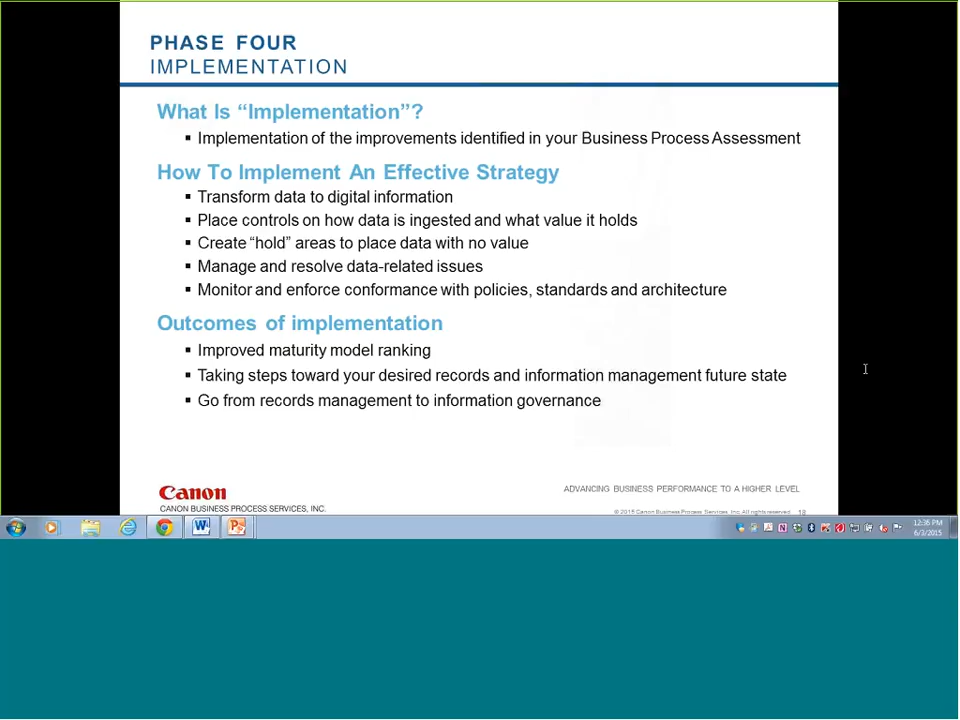 PHASE FOUR
IMPLEMENTATION
What Is “Implementation”?
▪ Implementation of the improvements identified in your Business Process Assessment
How To Implement An Effective Strategy
▪ Transform data to digital information
▪ Place controls on how data is ingested and what value it holds
▪ Create “hold” areas to place data with no value
▪ Manage and resolve data-related issues
▪ Monitor and enforce conformance with policies, standards and architecture
Outcomes of implementation
▪ Improved maturity model ranking
▪ Taking steps toward your desired records and information management future state
▪ Go from records management to information governance
Canon
CANON BUSINESS PROCESS SERVICES, INC.
ADVANCING BUSINESS PERFORMANCE TO A HIGHER LEVEL
© 2015 Canon Business Process Services, Inc. All rights reserved. 18
12:36 PM
6/3/2015